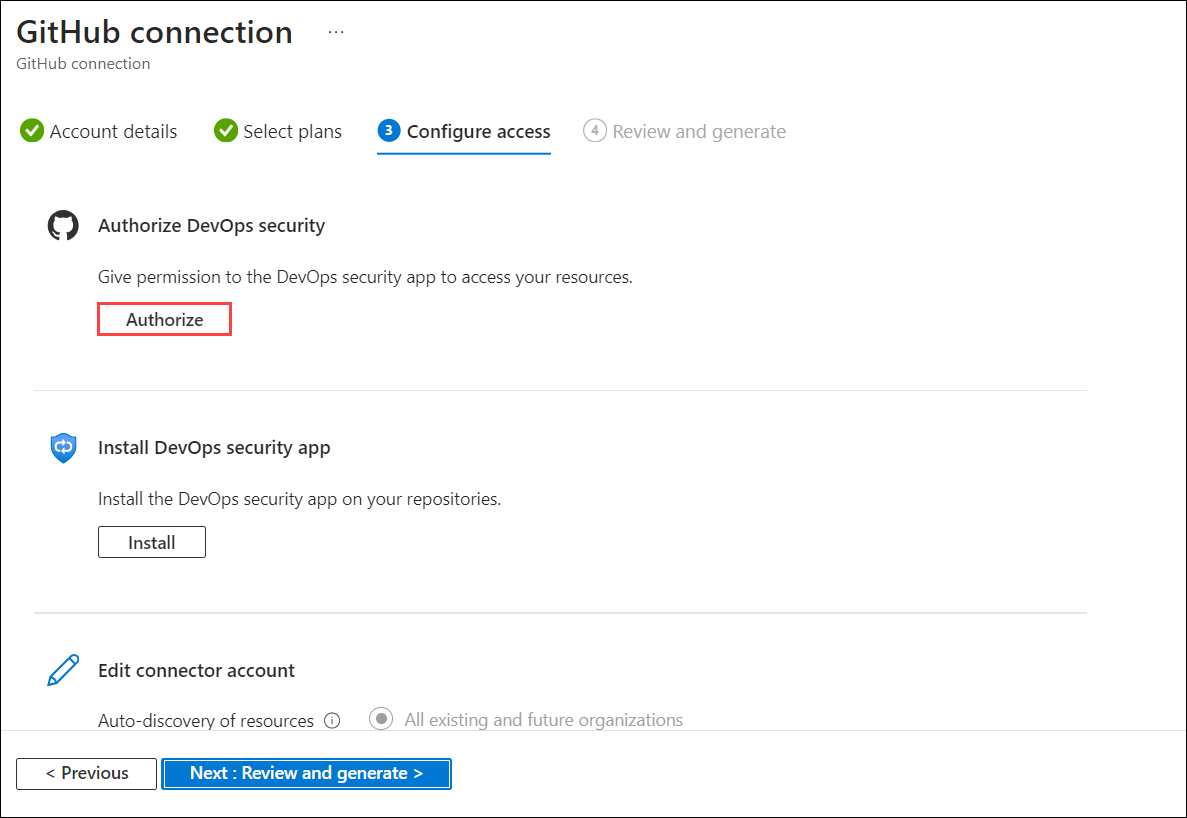 GitHub connection ...
GitHub connection
Account details Select plans 3 Configure access 4 Review and generate
Authorize DevOps security
Give permission to the DevOps security app to access your resources.
Authorize
Install DevOps security app
Install the DevOps security app on your repositories.
Install
Edit connector account
Auto-discovery of resources i All existing and future organizations
< Previous Next : Review and generate >